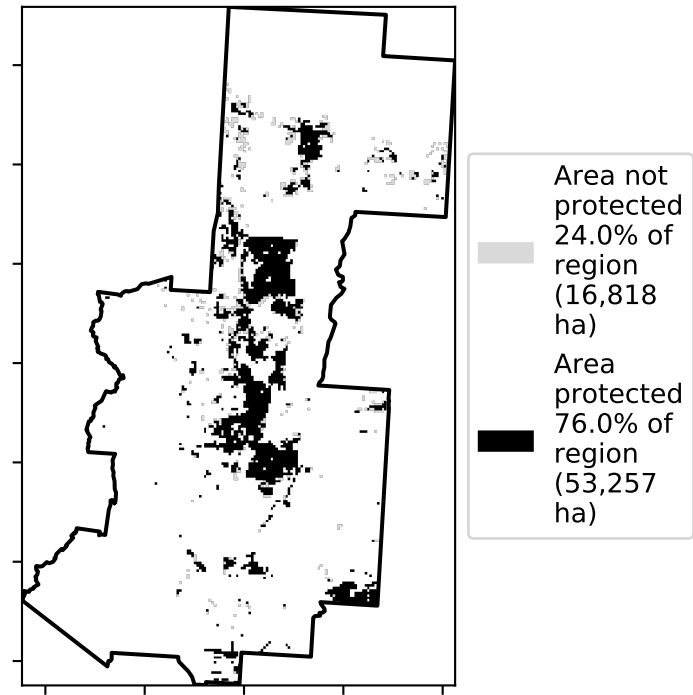 Area not
protected
24.0% of
region
(16,818
ha)
Area
protected
76.0% of
region
(53,257
ha)